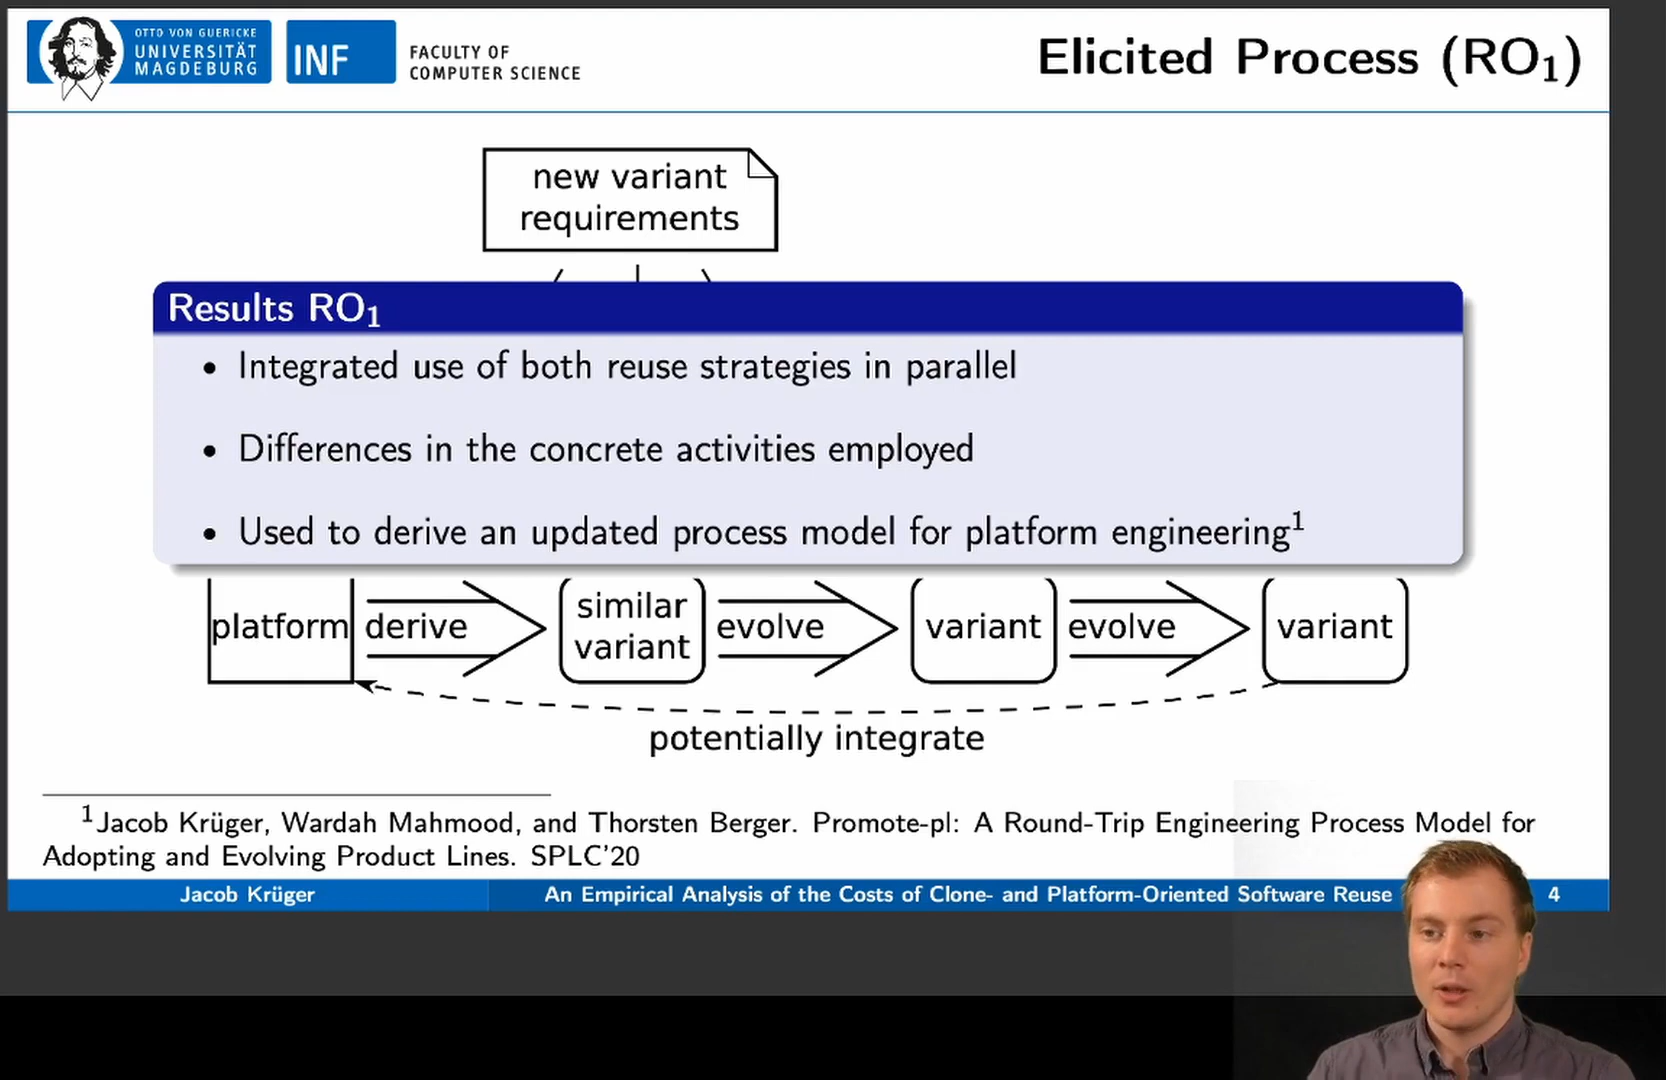 OTTO VON GUERICKE
UNIVERSITÄT
MAGDEBURG
INF
FACULTY OF
COMPUTER SCIENCE
Elicited Process (RO₁)
new variant
requirements
Results RO₁
• Integrated use of both reuse strategies in parallel
• Differences in the concrete activities employed
• Used to derive an updated process model for platform engineering¹
platform
derive
similar
variant
evolve
variant
evolve
variant
potentially integrate
¹Jacob Krüger, Wardah Mahmood, and Thorsten Berger. Promote-pl: A Round-Trip Engineering Process Model for
Adopting and Evolving Product Lines. SPLC'20
Jacob Krüger
An Empirical Analysis of the Costs of Clone- and Platform-Oriented Software Reuse
4